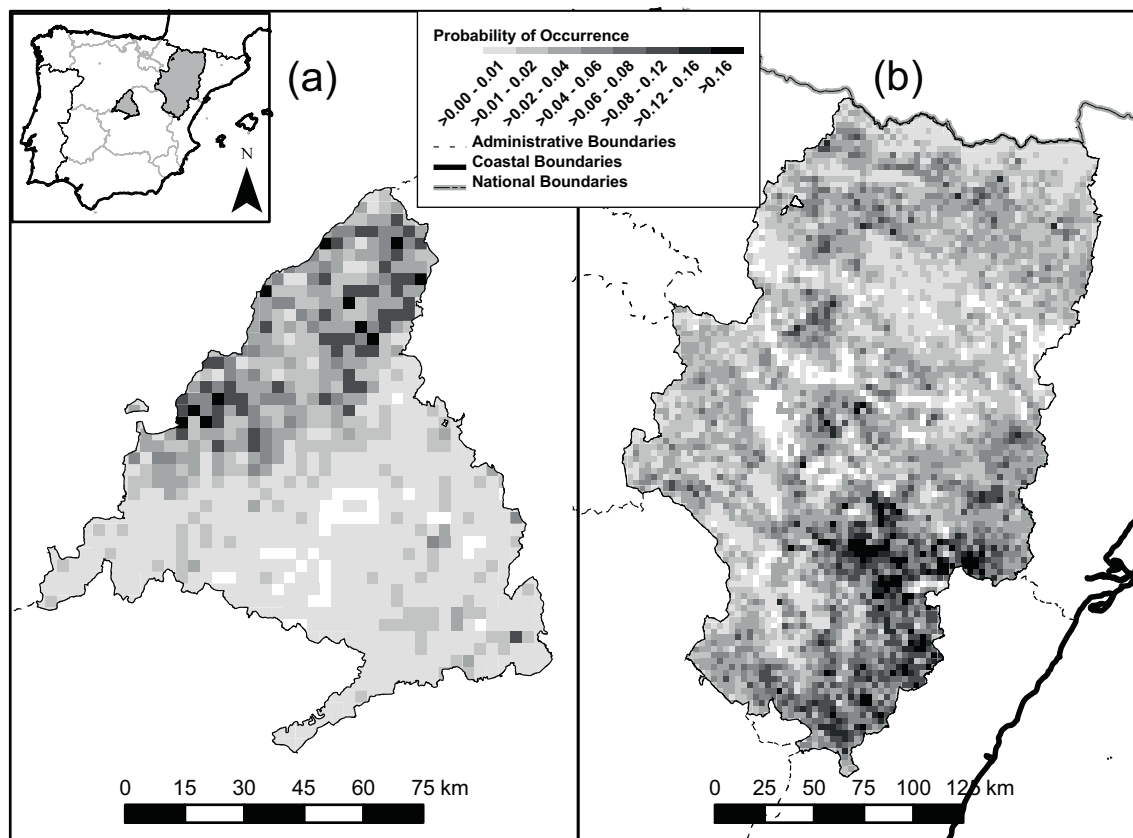 Probability of Occurrence
>0.00 - 0.01
>0.01 - 0.02
>0.02 - 0.04
>0.04 - 0.06
>0.06 - 0.08
>0.08 - 0.12
>0.12 - 0.16
>0.16
Administrative Boundaries
Coastal Boundaries
National Boundaries
(a)
(b)
N
0 15 30 45 60 75 km
0 25 50 75 100 125 km